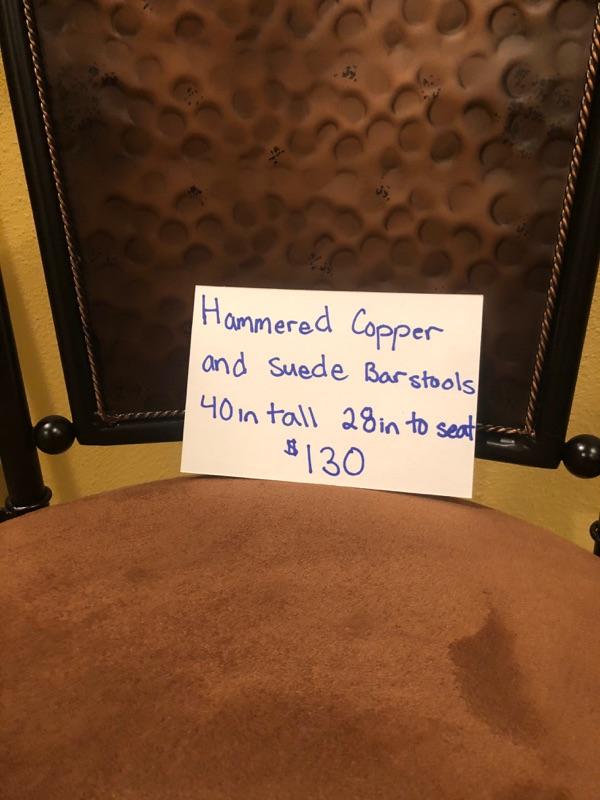 Hammered Copper
and Suede Barstools
40in tall 28in to seat
$130